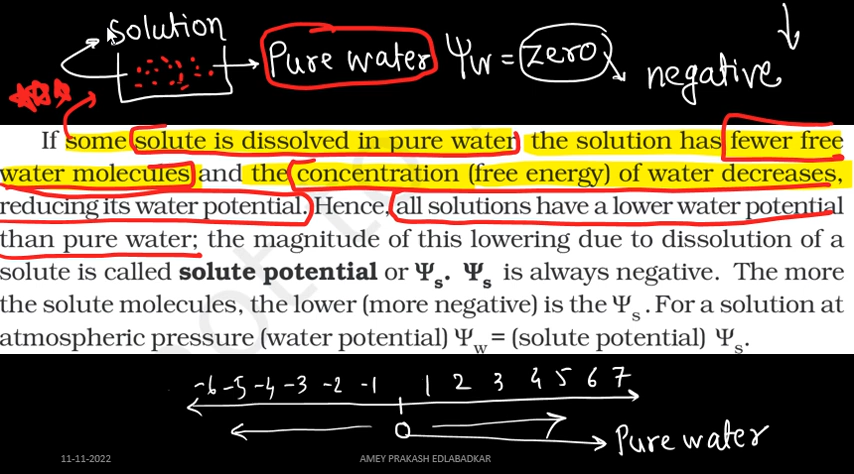 solution
Pure water Ψw = zero negative
If some solute is dissolved in pure water, the solution has fewer free
water molecules and the concentration (free energy) of water decreases,
reducing its water potential. Hence, all solutions have a lower water potential
than pure water; the magnitude of this lowering due to dissolution of a
solute is called solute potential or Ψs. Ψs is always negative. The more
the solute molecules, the lower (more negative) is the Ψs. For a solution at
atmospheric pressure (water potential) Ψw = (solute potential) Ψs.
-6 -5 -4 -3 -2 -1 1 2 3 4 5 6 7
0 Pure water
11-11-2022 AMEY PRAKASH EDLABADKAR